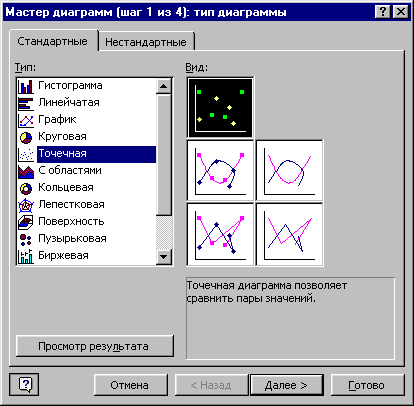 Мастер диаграмм (шаг 1 из 4): тип диаграммы
Стандартные
Нестандартные
Тип:
Гистограмма
Линейчатая
График
Круговая
Точечная
С областями
Кольцевая
Лепестковая
Поверхность
Пузырьковая
Биржевая
Вид:
Точечная диаграмма позволяет
сравнить пары значений.
Просмотр результата
Отмена
< Назад
Далее >
Готово